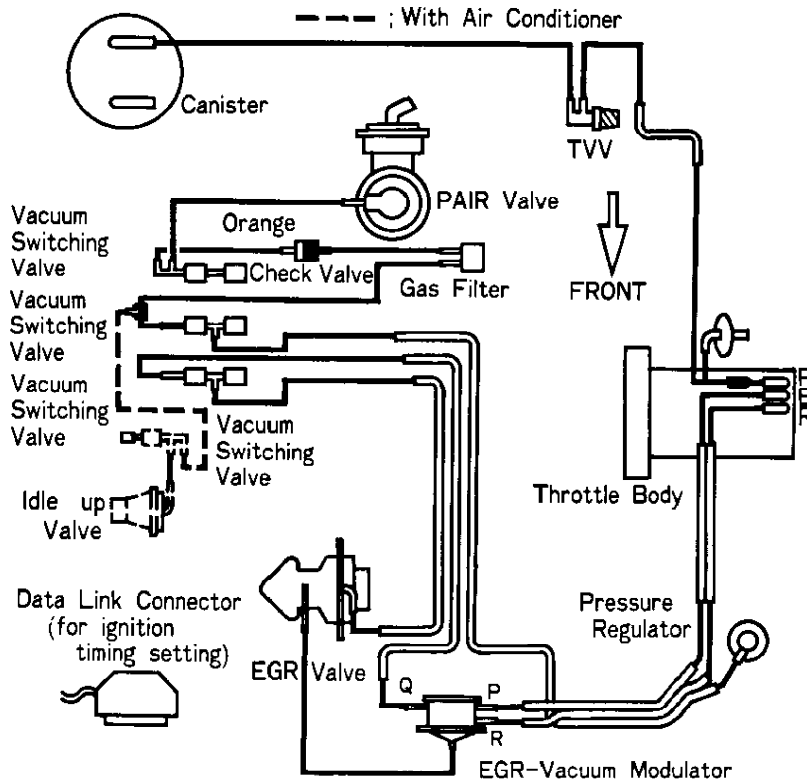 ; With Air Conditioner
Canister
TVV
PAIR Valve
Vacuum
Switching
Valve
Orange
Check Valve
Gas Filter
FRONT
Vacuum
Switching
Valve
Vacuum
Switching
Valve
Vacuum
Switching
Valve
P
E
R
Throttle Body
Idle up
Valve
Data Link Connector
(for ignition
timing setting)
EGR Valve
Pressure
Regulator
Q
P
R
EGR-Vacuum Modulator